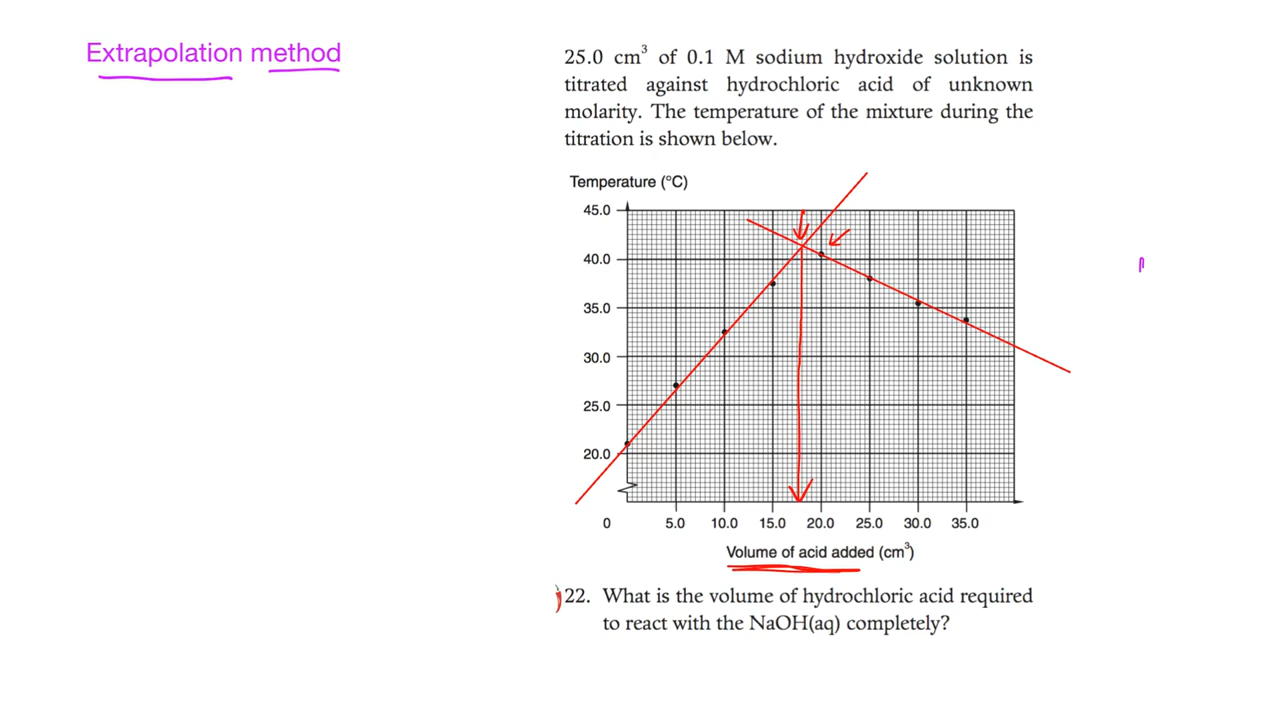 Extrapolation method
25.0 cm³ of 0.1 M sodium hydroxide solution is
titrated against hydrochloric acid of unknown
molarity. The temperature of the mixture during the
titration is shown below.
Temperature (°C)
45.0
40.0
35.0
30.0
25.0
20.0
0 5.0 10.0 15.0 20.0 25.0 30.0 35.0
Volume of acid added (cm³)
22. What is the volume of hydrochloric acid required
to react with the NaOH(aq) completely?